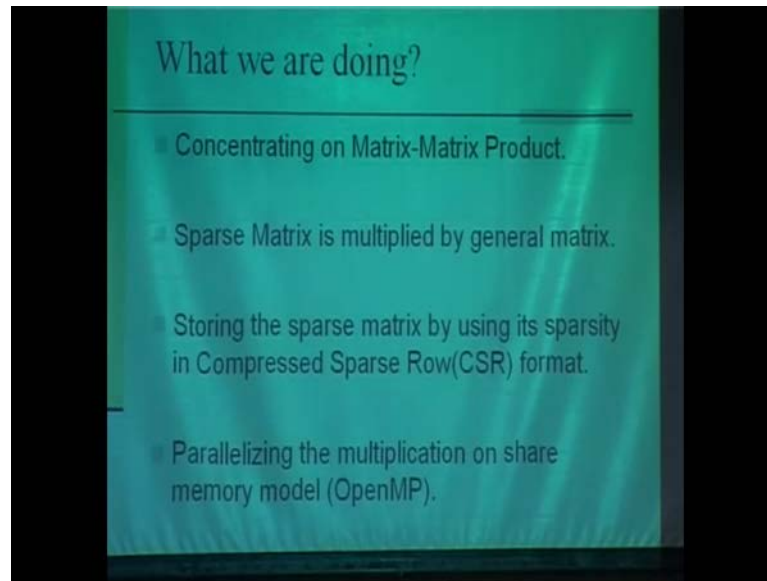 What we are doing?
Concentrating on Matrix-Matrix Product.
Sparse Matrix is multiplied by general matrix.
Storing the sparse matrix by using its sparsity
in Compressed Sparse Row(CSR) format.
Parallelizing the multiplication on share
memory model (OpenMP).